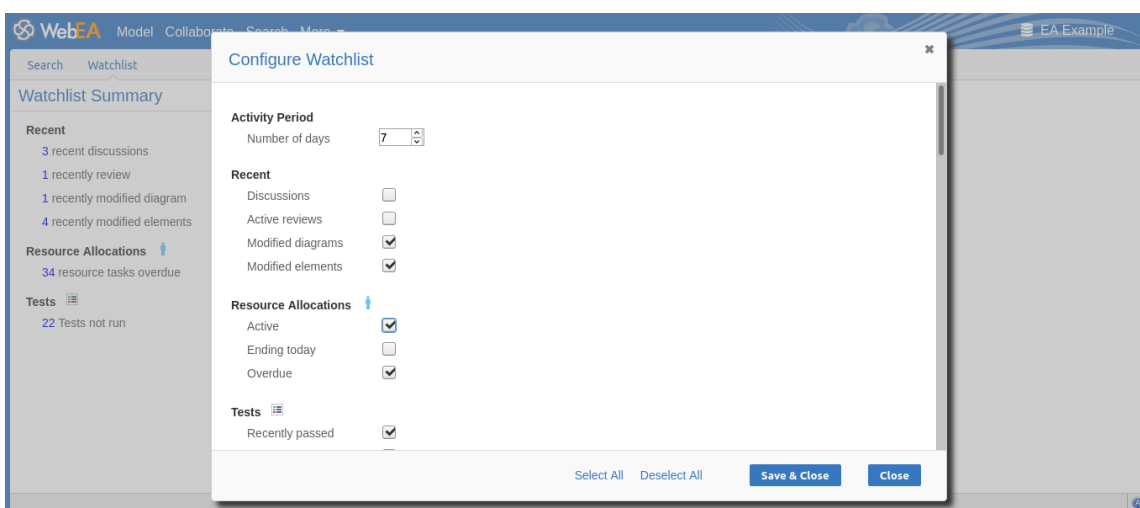 WebEA Model Collaborate Search More
EA Example
Search Watchlist
Watchlist Summary
Recent
3 recent discussions
1 recently review
1 recently modified diagram
4 recently modified elements
Resource Allocations
34 resource tasks overdue
Tests
22 Tests not run
Configure Watchlist
Activity Period
Number of days 7
Recent
Discussions
Active reviews
Modified diagrams
Modified elements
Resource Allocations
Active
Ending today
Overdue
Tests
Recently passed
Select All Deselect All Save & Close Close